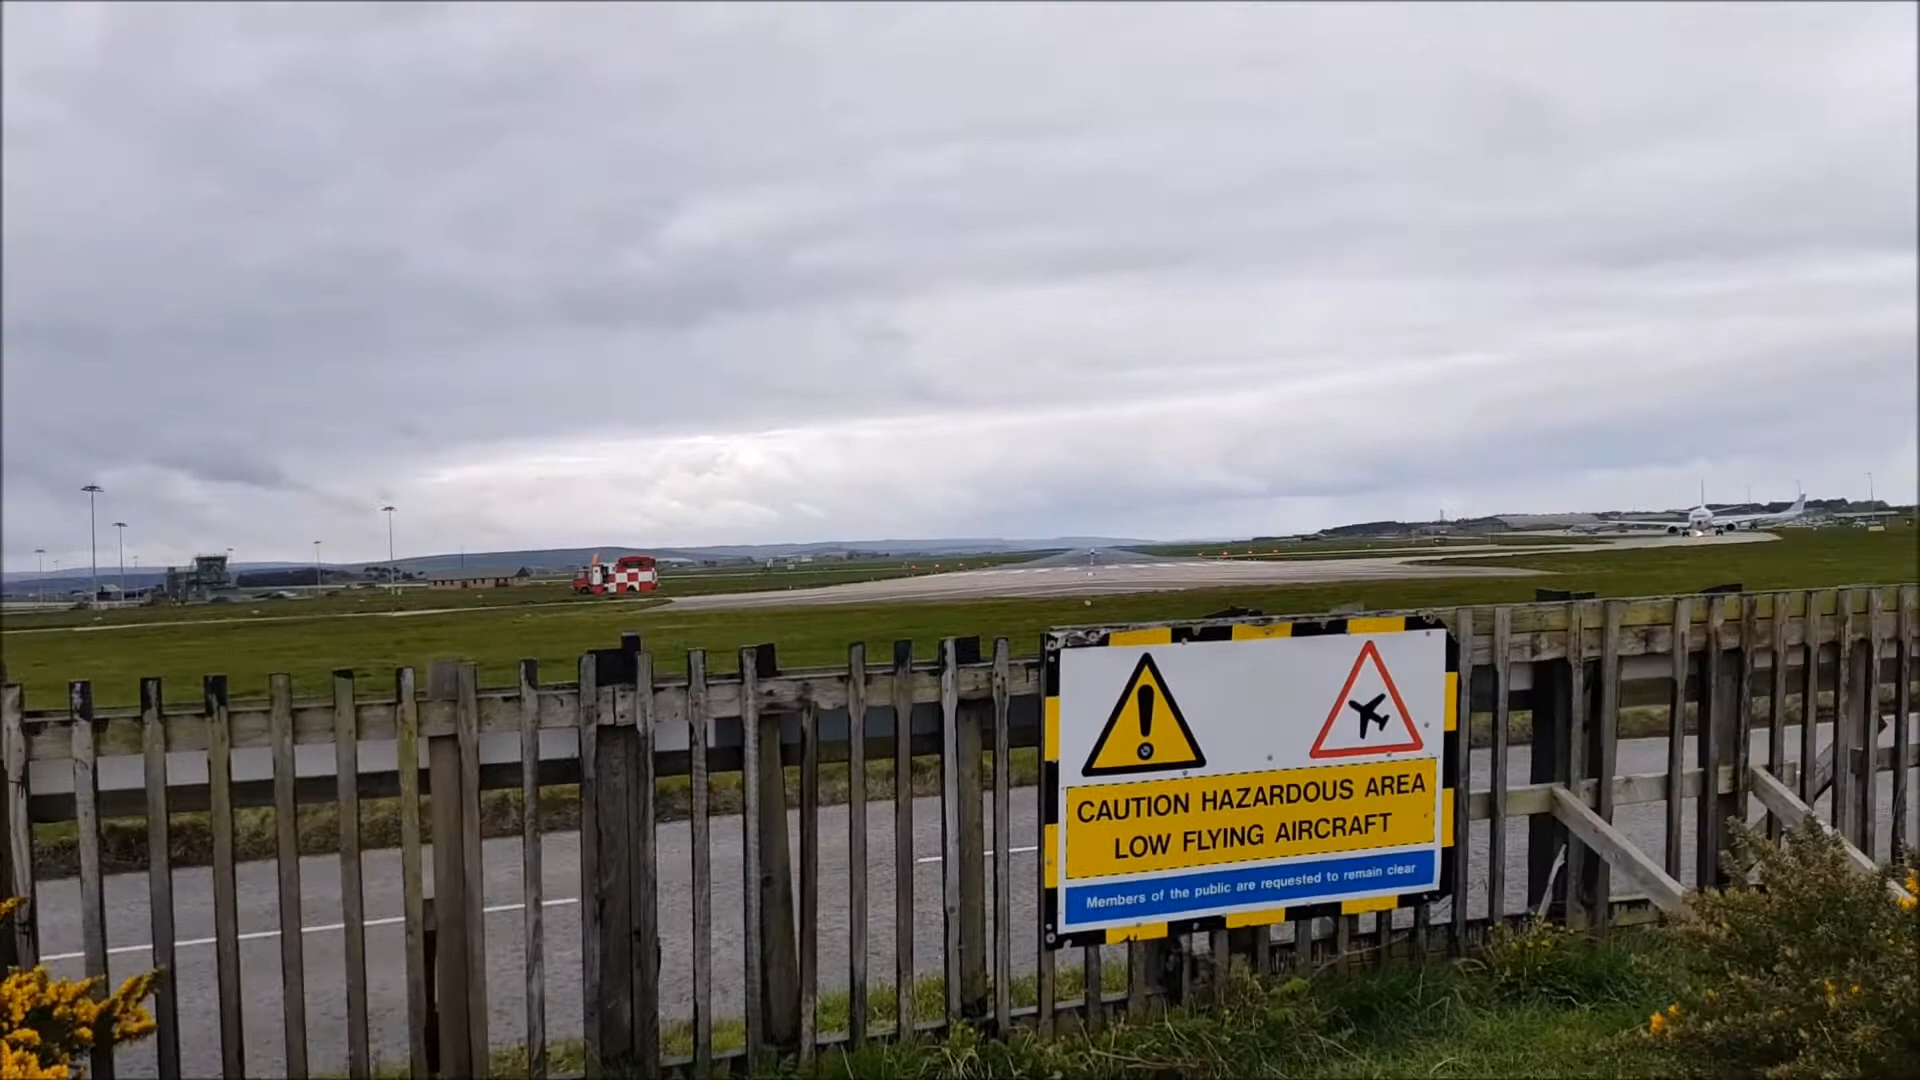 CAUTION HAZARDOUS AREA
LOW FLYING AIRCRAFT
Members of the public are requested to remain clear